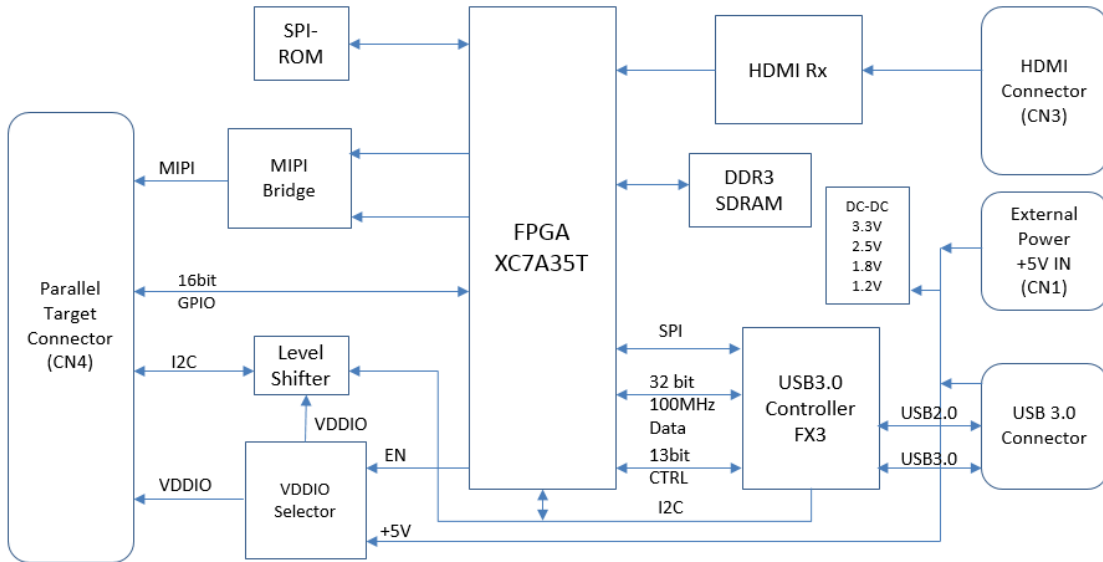 SPI-
ROM
HDMI Rx
HDMI
Connector
(CN3)
MIPI
MIPI
Bridge
DDR3
SDRAM
FPGA
XC7A35T
DC-DC
3.3V
2.5V
1.8V
1.2V
External
Power
+5V IN
(CN1)
Parallel
Target
Connector
(CN4)
16bit
GPIO
I2C
Level
Shifter
VDDIO
SPI
32 bit
100MHz
Data
13bit
CTRL
USB3.0
Controller
FX3
USB2.0
USB3.0
USB 3.0
Connector
EN
VDDIO
VDDIO
Selector
I2C
+5V